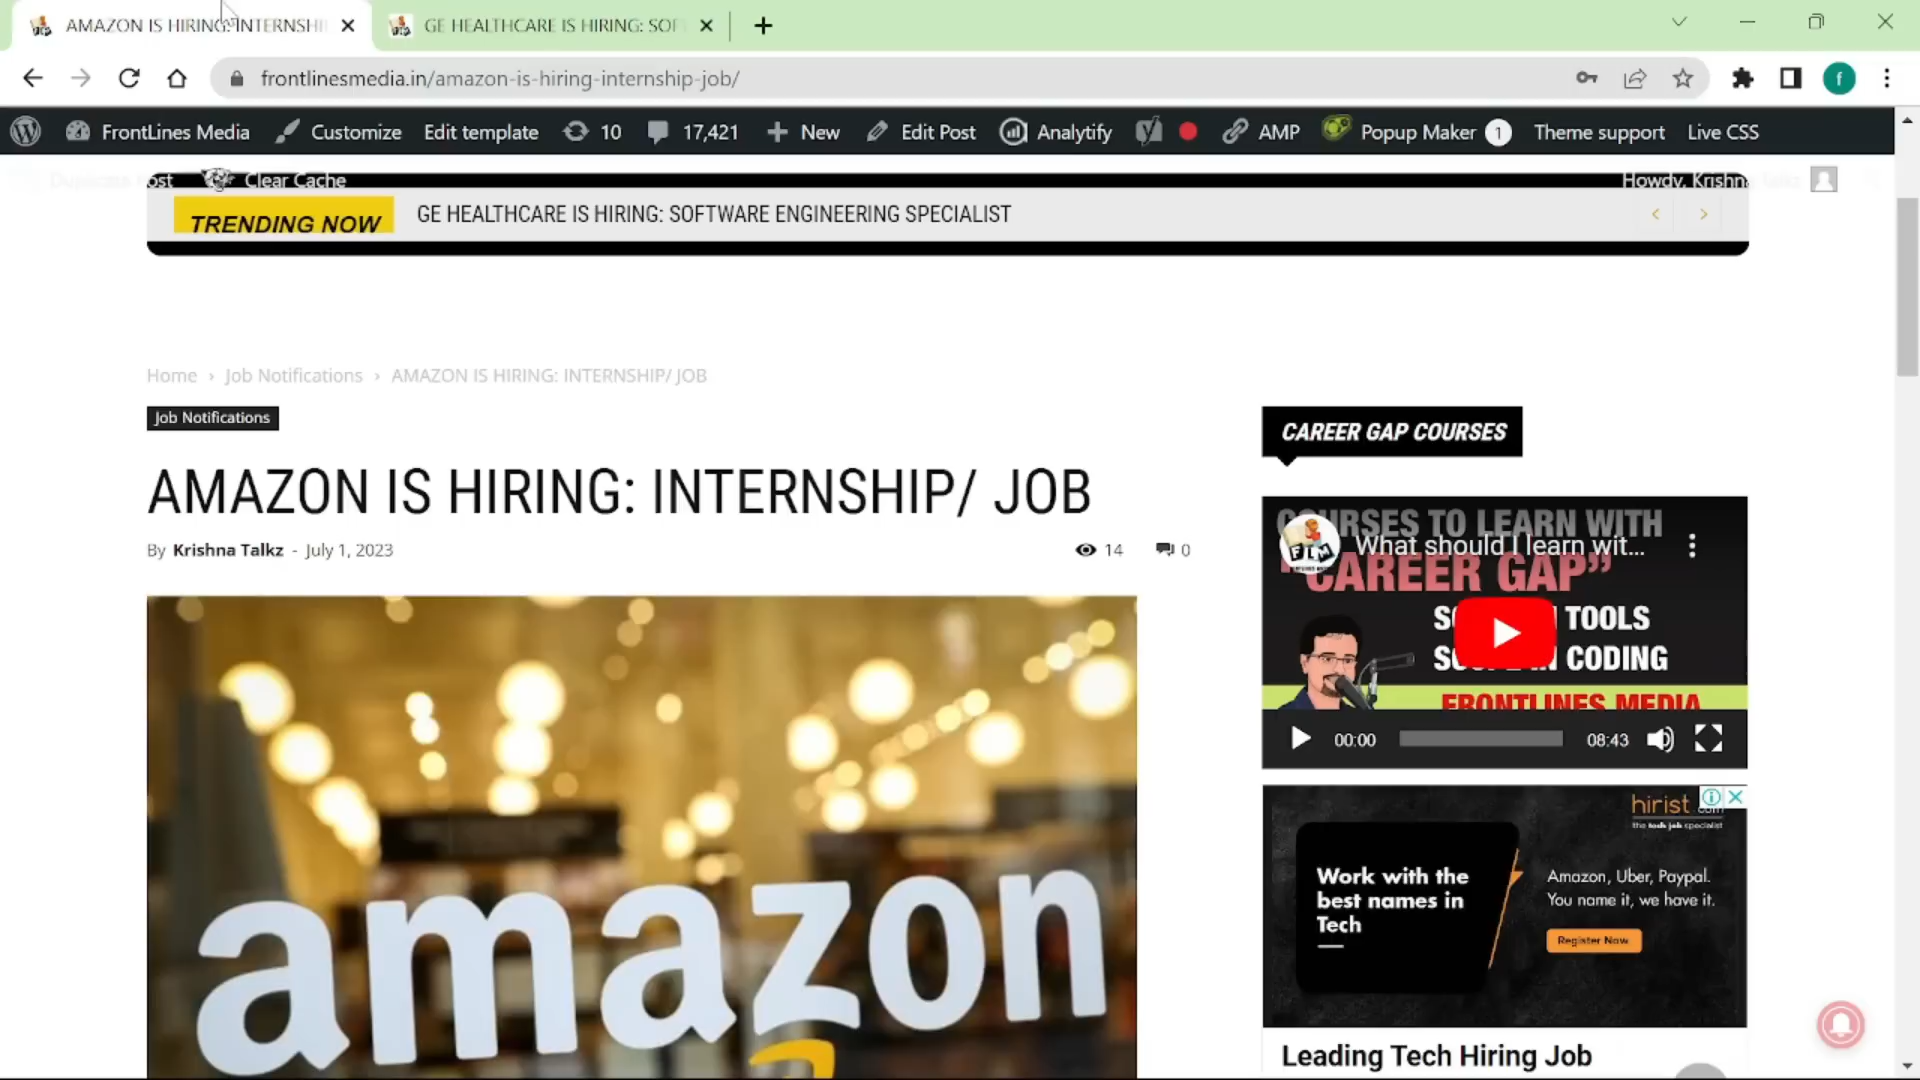 AMAZON IS HIRING: INTERNSHI
GE HEALTHCARE IS HIRING: SOF
frontlinesmedia.in/amazon-is-hiring-internship-job/
f
FrontLines Media Customize Edit template 10 17,421 New Edit Post Analytify AMP Popup Maker 1 Theme support Live CSS
Duplicate Post Clear Cache Howdy, Krishna Talkz
TRENDING NOW GE HEALTHCARE IS HIRING: SOFTWARE ENGINEERING SPECIALIST
Home › Job Notifications › AMAZON IS HIRING: INTERNSHIP/ JOB
Job Notifications
AMAZON IS HIRING: INTERNSHIP/ JOB
By Krishna Talkz - July 1, 2023 14 0
amazon
CAREER GAP COURSES
COURSES TO LEARN WITH
What should I learn wit...
"CAREER GAP"
TOOLS
CODING
FRONTLINES MEDIA
FLM
00:00 08:43
hirist
the tech job specialist
Work with the
best names in
Tech
Amazon, Uber, Paypal.
You name it, we have it.
Register Now
Leading Tech Hiring Job